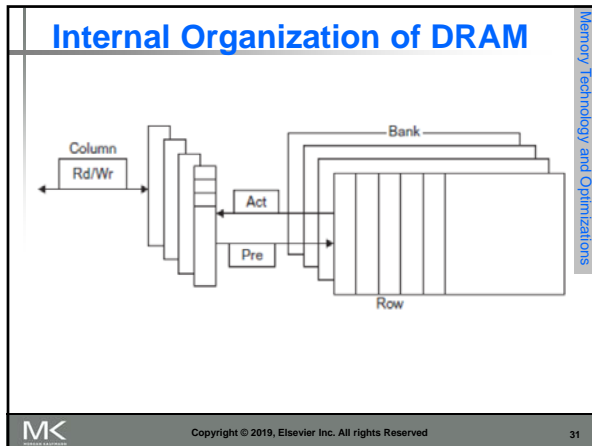 Internal Organization of DRAM
Memory Technology and Optimizations
Column
Rd/Wr
Bank
Act
Pre
Row
MK
Copyright © 2019, Elsevier Inc. All rights Reserved
31